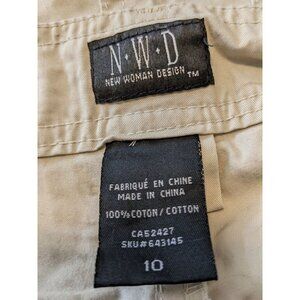 N•W•D
NEW WOMAN DESIGN™
FABRIQUÉ EN CHINE
MADE IN CHINA
100% COTON / COTTON
CA52427
SKU#643145
10